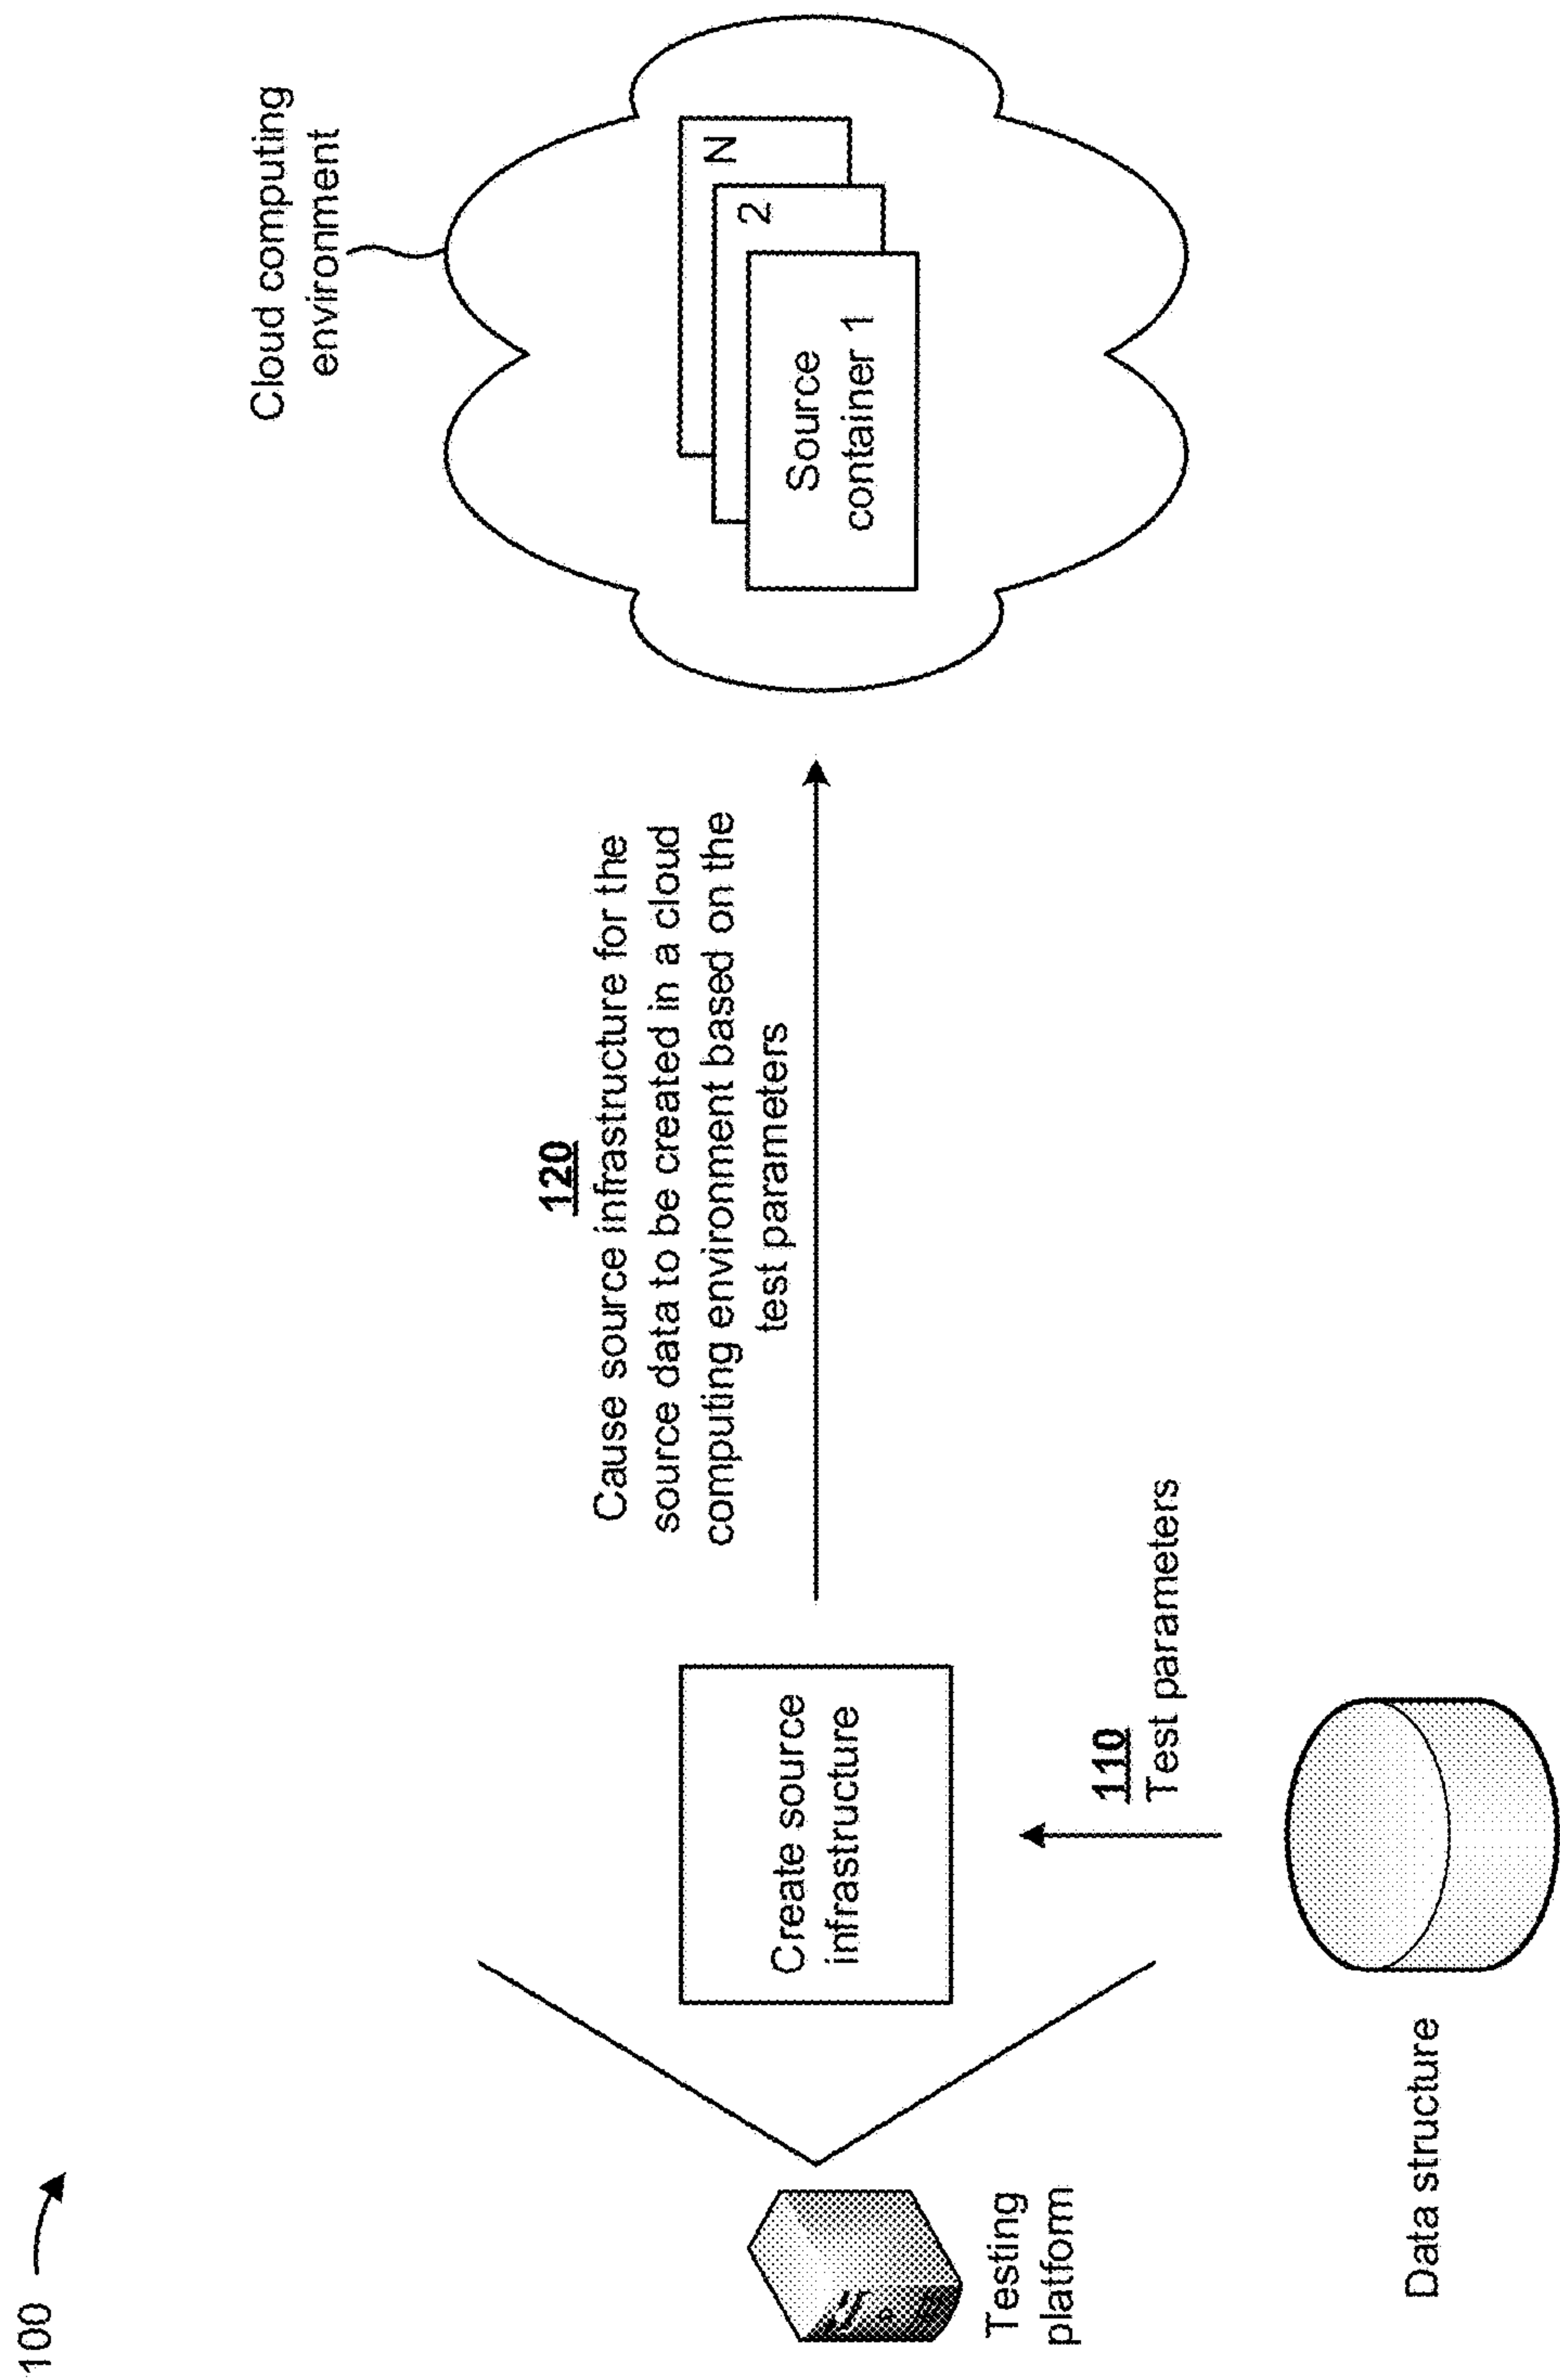 100
Testing
platform
Create source
infrastructure
110
Test parameters
Data structure
120
Cause source infrastructure for the
source data to be created in a cloud
computing environment based on the
test parameters
Cloud computing
environment
Source
container 1
2
N